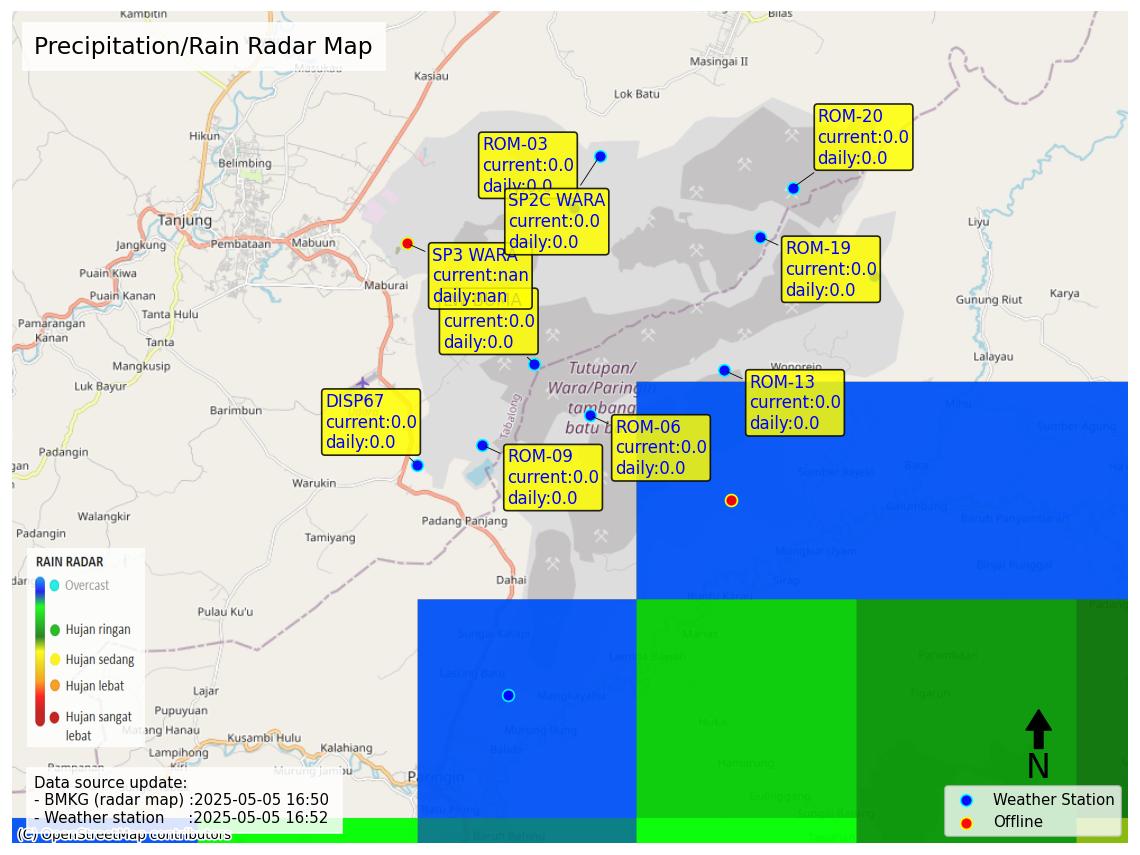 Precipitation/Rain Radar Map
Kambitin
Bilas
Kasiau
Masingai II
Lok Batu
Hikun
Belimbing
Tanjung
Jangkung
Pembataan
Mabuun
Puain Kiwa
Maburai
Puain Kanan
Tanta Hulu
Pamarangan
Kanan
Tanta
Mangkusip
Luk Bayur
Barimbun
Padangin
Warukin
Walangkir
Padangin
Tamiyang
Padang Panjang
Dahai
Pulau Ku'u
Lajar
Pupuyuan
Matang Hanau
Lampihong
Kusambi Hulu
Kalahiang
Murung Jambu
Paringin
Liyu
Gunung Riut
Karya
Lalayau
Wonorejo
Tabalong
Tutupan/
Wara/Paringin
tambang
batu b
ROM-03
current:0.0
daily:0.0
SP2C WARA
current:0.0
daily:0.0
ROM-20
current:0.0
daily:0.0
ROM-19
current:0.0
daily:0.0
SP3 WARA
current:nan
daily:nan
current:0.0
daily:0.0
DISP67
current:0.0
daily:0.0
ROM-09
current:0.0
daily:0.0
ROM-06
current:0.0
daily:0.0
ROM-13
current:0.0
daily:0.0
RAIN RADAR
Overcast
Hujan ringan
Hujan sedang
Hujan lebat
Hujan sangat
lebat
Data source update:
- BMKG (radar map) :2025-05-05 16:50
- Weather station :2025-05-05 16:52
(C) OpenStreetMap contributors
N
Weather Station
Offline